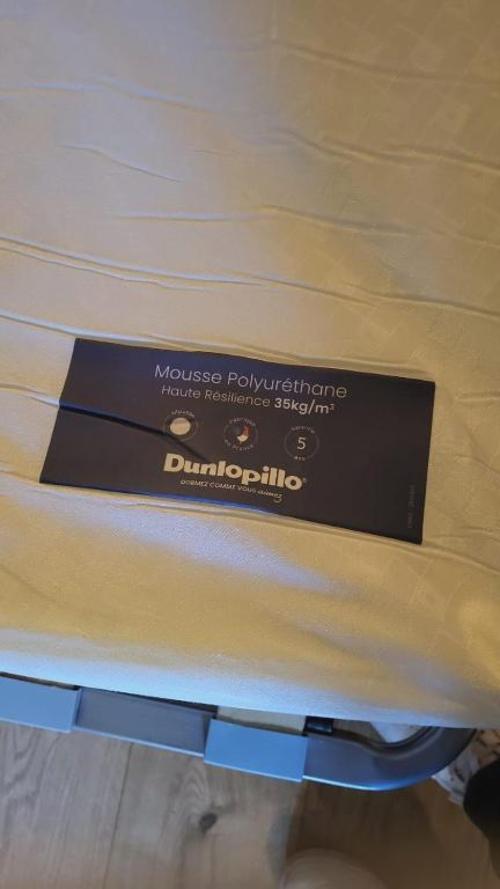 Mousse Polyuréthane
Haute Résilience 35kg/m³
5
Dunlopillo®
DORMEZ COMME VOUS aimez